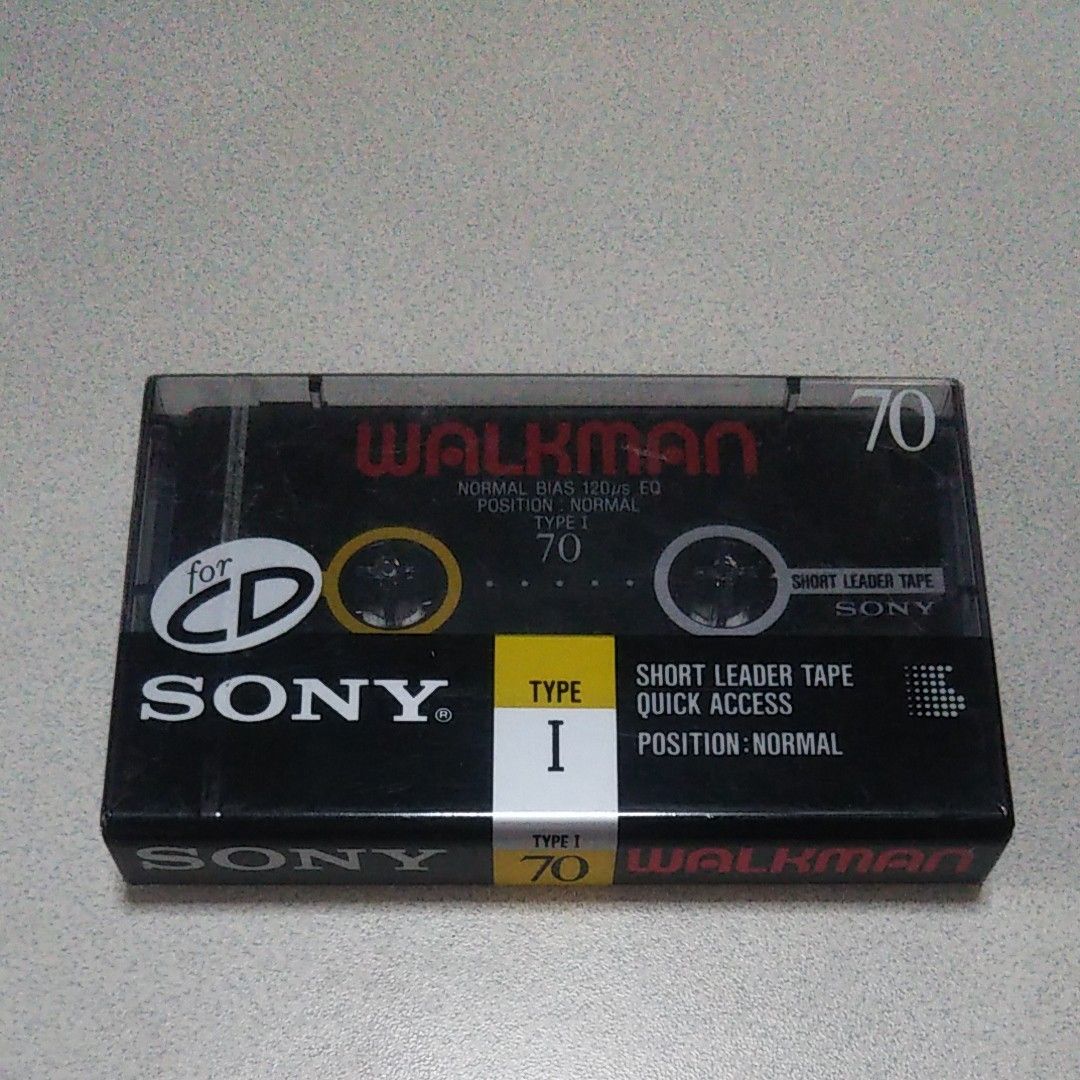 70
WALKMAN
NORMAL BIAS 120µs EQ
POSITION : NORMAL
TYPE I
70
for
CD
SHORT LEADER TAPE
SONY
SONY®
TYPE
I
SHORT LEADER TAPE
QUICK ACCESS
POSITION:NORMAL
SONY
TYPE I
70
WALKMAN